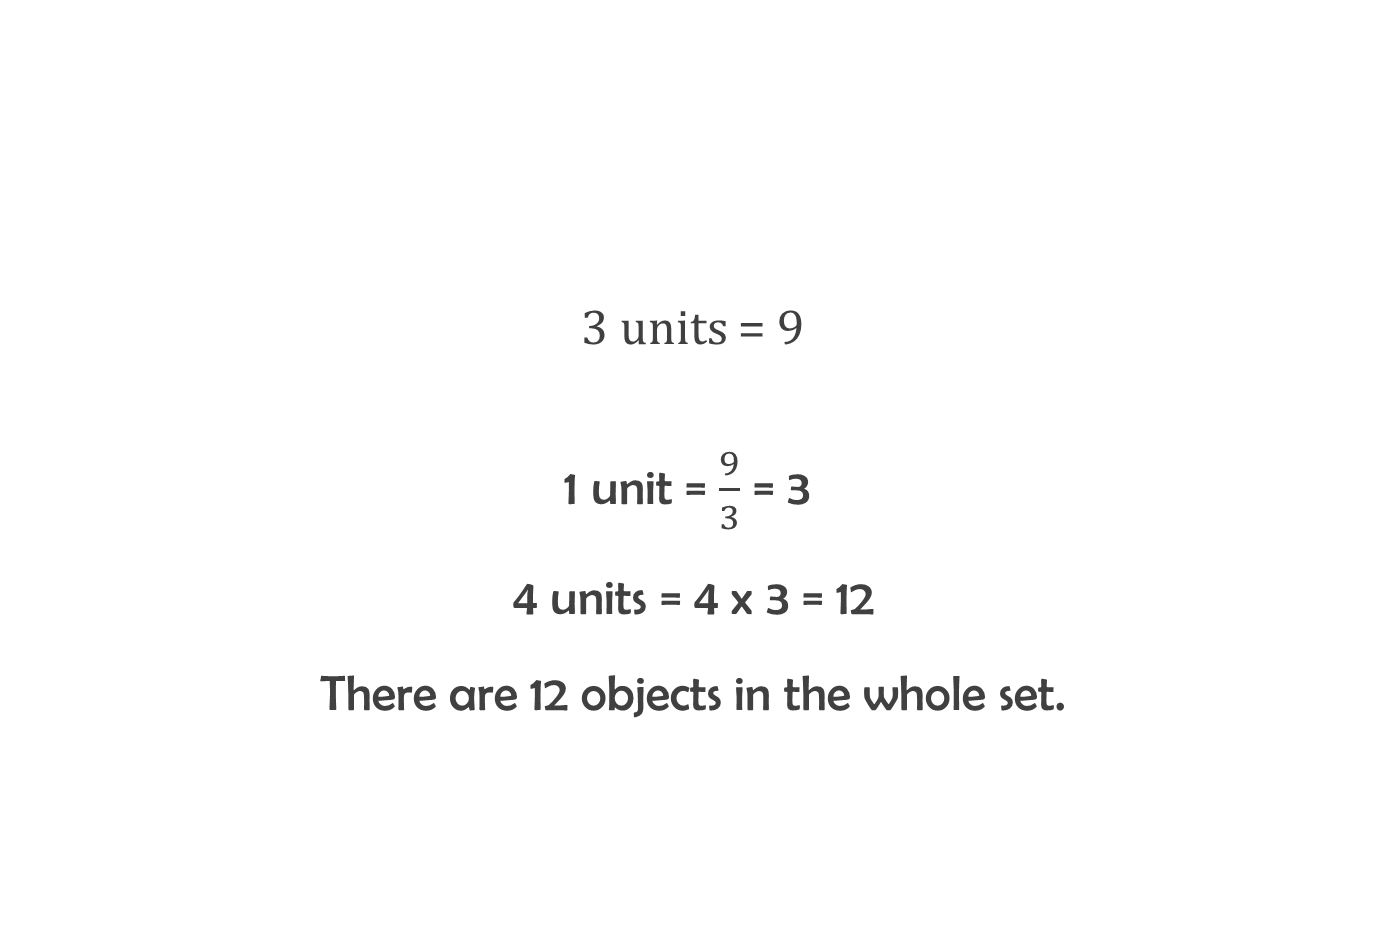 3 units = 9
1 unit = 9/3 = 3
4 units = 4 x 3 = 12
There are 12 objects in the whole set.